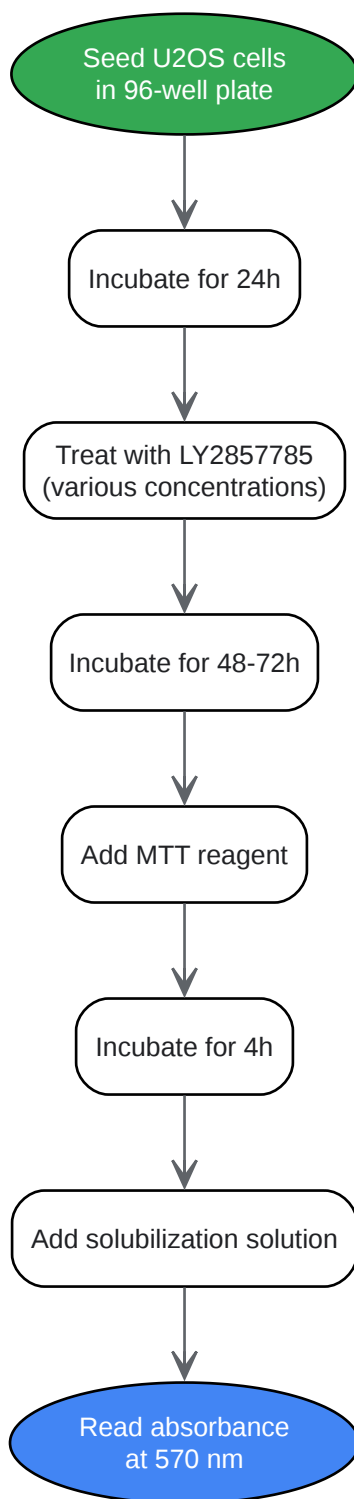 Seed U2OS cells
in 96-well plate
Incubate for 24h
Treat with LY2857785
(various concentrations)
Incubate for 48-72h
Add MTT reagent
Incubate for 4h
Add solubilization solution
Read absorbance
at 570 nm